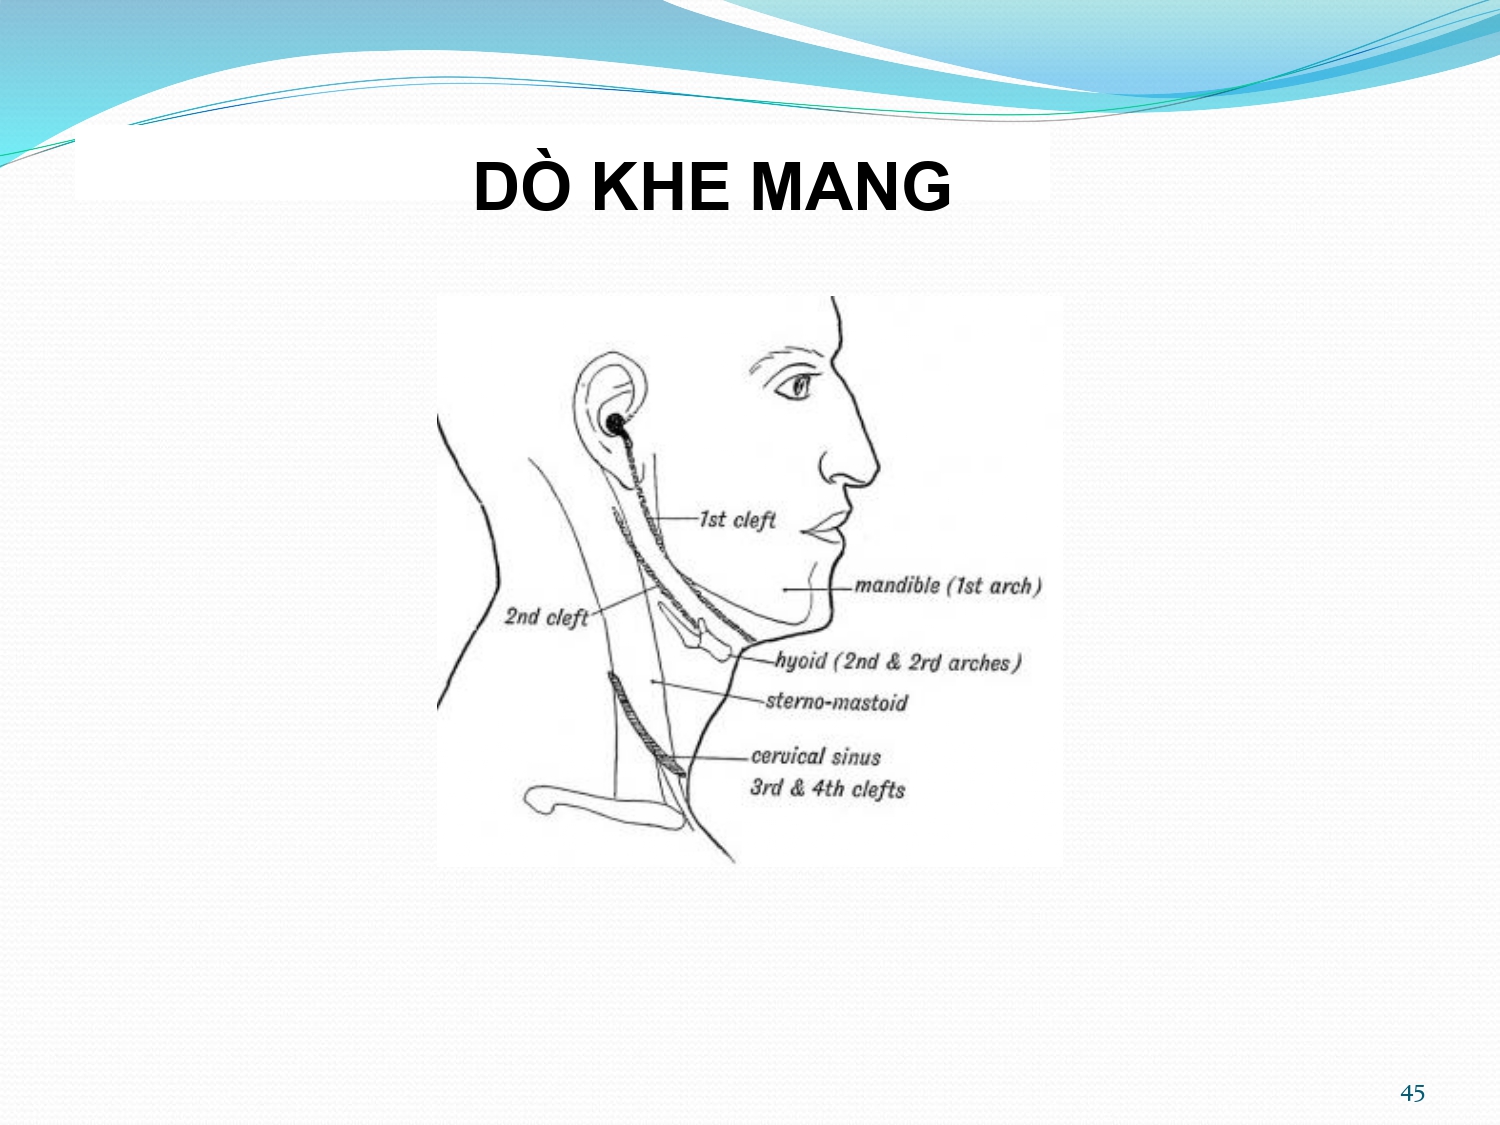 DÒ KHE MANG
1st cleft
mandible (1st arch)
2nd cleft
hyoid (2nd & 2rd arches)
sterno-mastoid
cervical sinus
3rd & 4th clefts
45